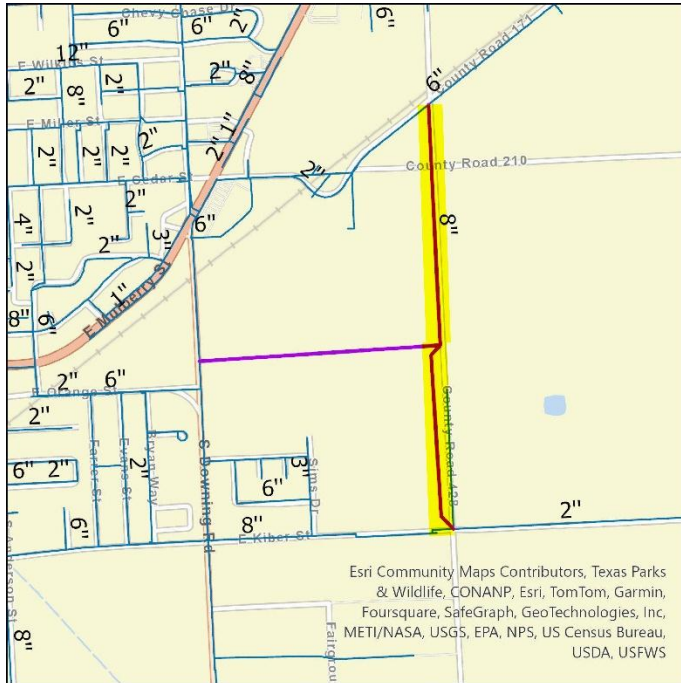 Chevy Chase Dr
6"
6"
2"
6"
12"
E Wilkins St
2"
8"
2"
2"
8"
6"
County Road 171
E Miller St
2"
2"
2"
2"
2"
1"
E Cedar St
2"
County Road 210
4"
2"
2"
3"
6"
8"
2"
2"
1"
E Mulberry St
8"
6"
2"
6"
E Orange St
2"
Farrer St
Evans St
2"
Bryan Way
S Downing Rd
3"
Sims Dr
County Road 428
6"
2"
6"
6"
8"
E Kiber St
2"
S Anderson St
8"
Fairgrou
Esri Community Maps Contributors, Texas Parks
& Wildlife, CONANP, Esri, TomTom, Garmin,
Foursquare, SafeGraph, GeoTechnologies, Inc,
METI/NASA, USGS, EPA, NPS, US Census Bureau,
USDA, USFWS